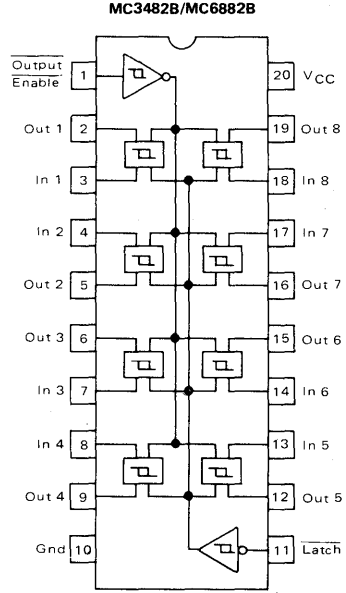 MC3482B/MC6882B
Output
Enable 1 20 VCC
Out 1 2 19 Out 8
In 1 3 18 In 8
In 2 4 17 In 7
Out 2 5 16 Out 7
Out 3 6 15 Out 6
In 3 7 14 In 6
In 4 8 13 In 5
Out 4 9 12 Out 5
Gnd 10 11 Latch